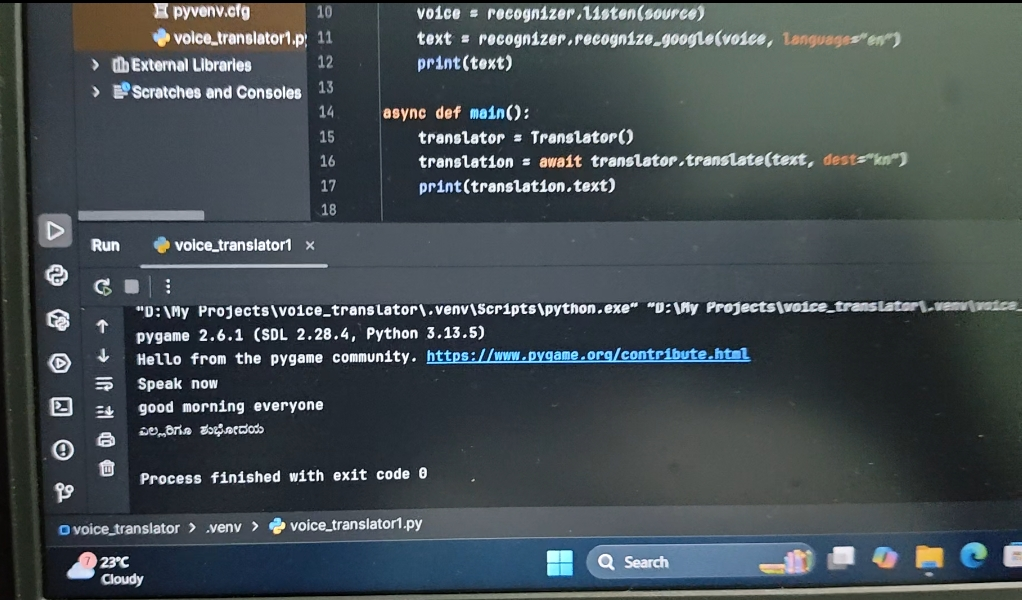 pyvenv.cfg
voice_translator1.py
External Libraries
Scratches and Consoles
10 voice = recognizer.listen(source)
11 text = recognizer.recognize_google(voice, language="en")
12 print(text)
13
14 async def main():
15 translator = Translator()
16 translation = await translator.translate(text, dest="kn")
17 print(translation.text)
18
Run voice_translator1 ×
"D:\My Projects\voice_translator\.venv\Scripts\python.exe" "D:\My Projects\voice_translator\.venv\voice_
pygame 2.6.1 (SDL 2.28.4, Python 3.13.5)
Hello from the pygame community. https://www.pygame.org/contribute.html
Speak now
good morning everyone
ಎಲ್ಲರಿಗೂ ಶುಭೋದಯ
Process finished with exit code 0
voice_translator > .venv > voice_translator1.py
7 23°C
Cloudy
Search